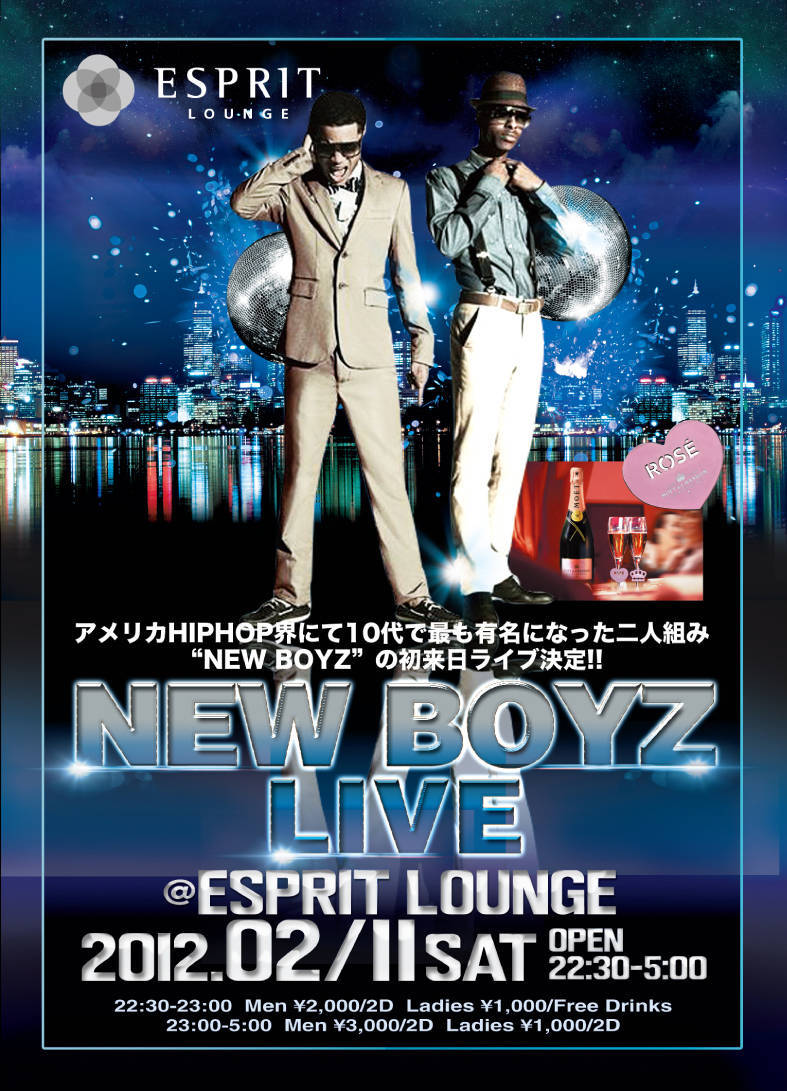 ESPRIT
LOUNGE
ROSÉ
MOËT
アメリカHIPHOP界にて10代で最も有名になった二人組み
“NEW BOYZ”の初来日ライブ決定!!
NEW BOYZ
LIVE
@ESPRIT LOUNGE
2012.02/11SAT OPEN
22:30-5:00
22:30-23:00 Men ¥2,000/2D Ladies ¥1,000/Free Drinks
23:00-5:00 Men ¥3,000/2D Ladies ¥1,000/2D